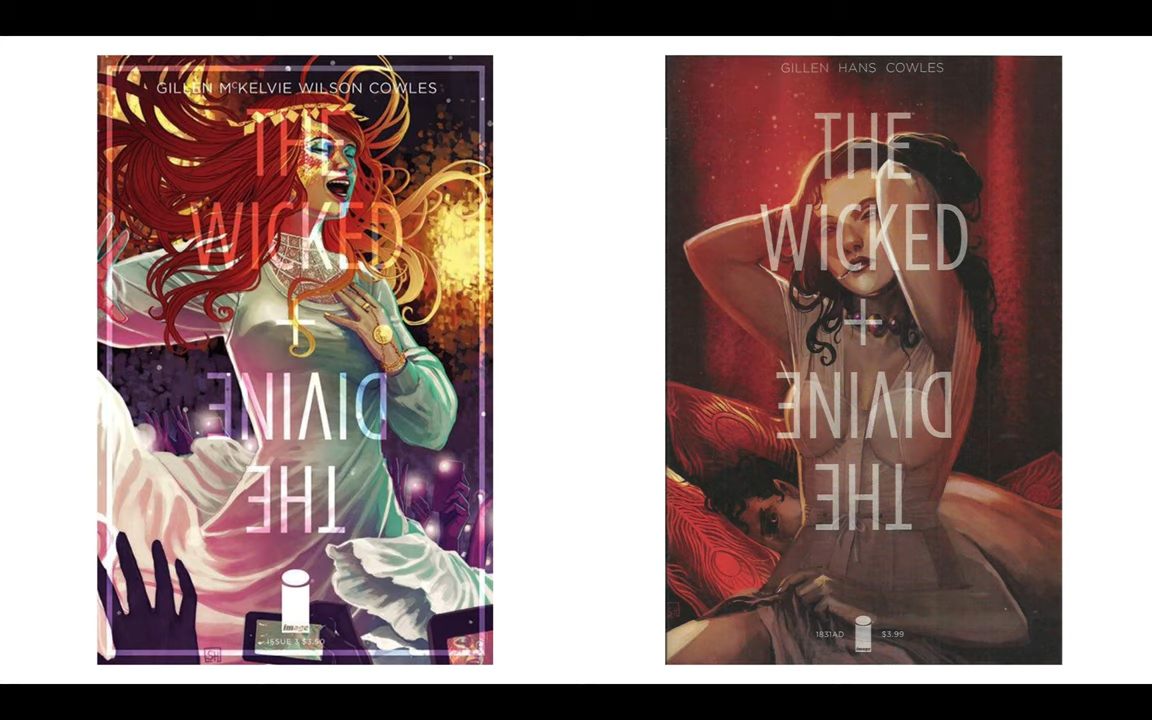 GILLEN McKELVIE WILSON COWLES
THE
WICKED
+
DIVINE
THE
image
ISSUE 3 $3.50
GILLEN HANS COWLES
THE
WICKED
+
DIVINE
THE
1831AD
$3.99